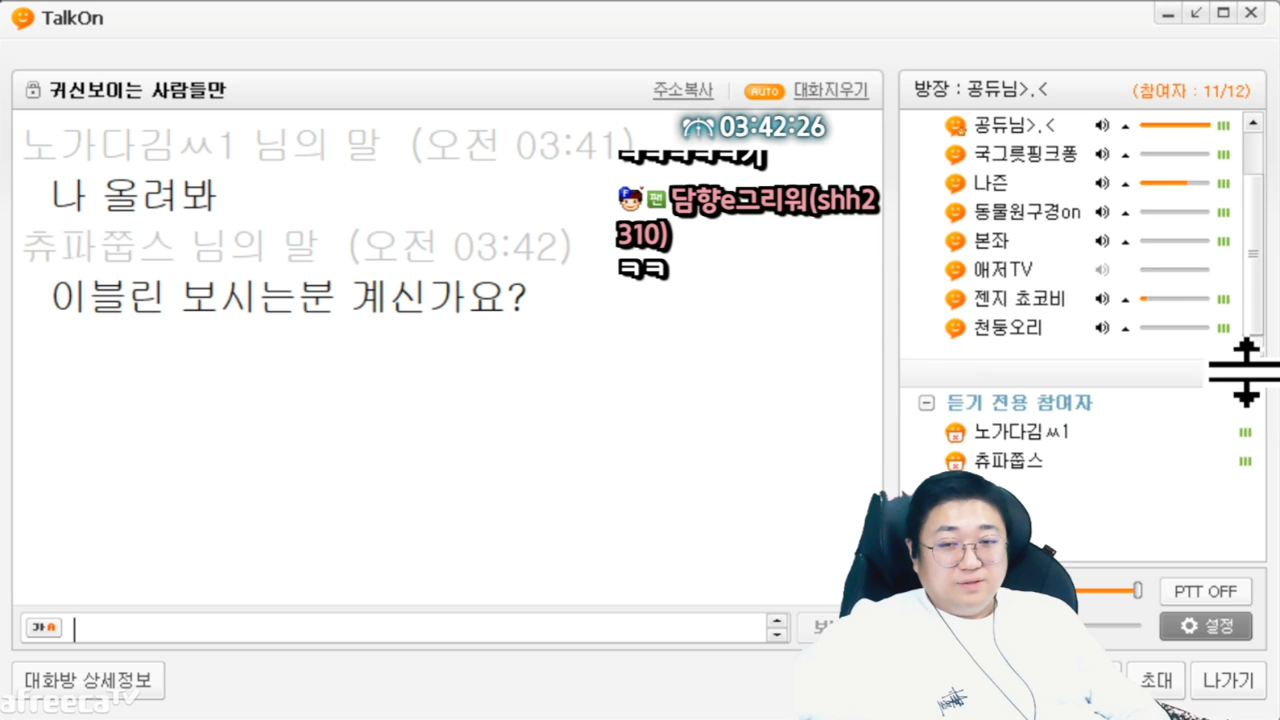 TalkOn
귀신보이는 사람들만
주소복사
AUTO
대화지우기
노가다김ㅆ1 님의 말 (오전 03:41)
나 올려봐
츄파쭙스 님의 말 (오전 03:42)
이블린 보시는분 계신가요?
03:42:26
팬 담향e그리워(shh2
310)
ㅋㅋ
방장 : 공듀님>.<
(참여자 : 11/12)
공듀님>.<
국그릇핑크퐁
나즌
동물원구경on
본좌
애저TV
젠지 쵸코비
천둥오리
듣기 전용 참여자
노가다김ㅆ1
츄파쭙스
PTT OFF
가A
설정
대화방 상세정보
초대
나가기
afreecaTV